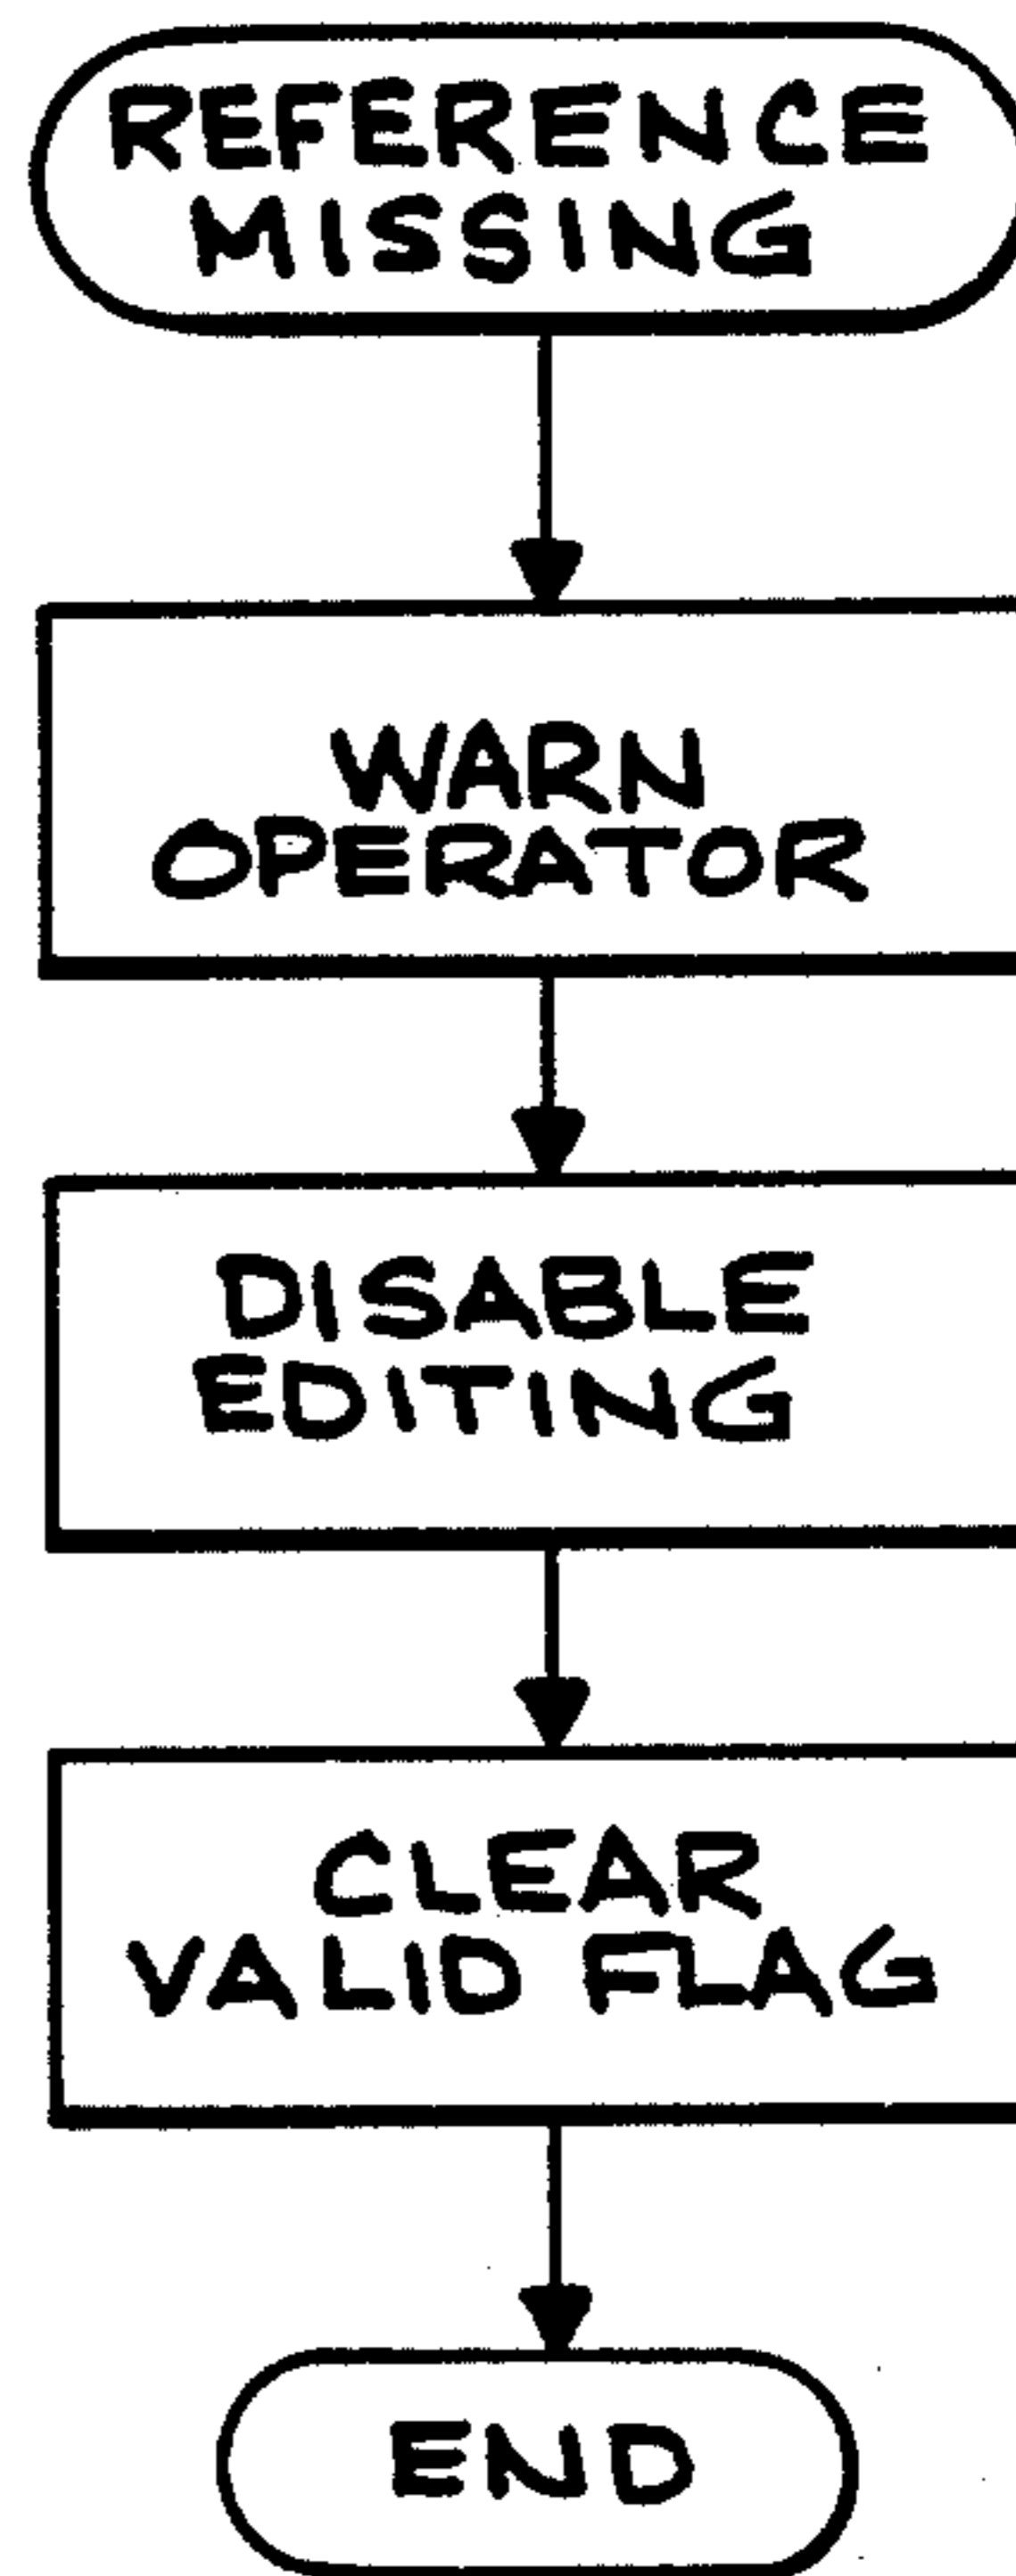 REFERENCE
MISSING
WARN
OPERATOR
DISABLE
EDITING
CLEAR
VALID FLAG
END